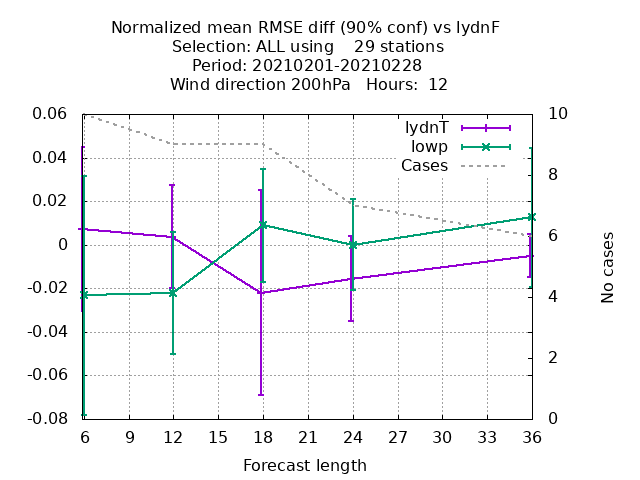 Normalized mean RMSE diff (90% conf) vs lydnF
Selection: ALL using    29 stations
Period: 20210201-20210228
Wind direction 200hPa   Hours:  12
0.06
0.04
0.02
0
-0.02
-0.04
-0.06
-0.08
10
8
6
4
2
0
lydnT
lowp
Cases
No cases
6 9 12 15 18 21 24 27 30 33 36
Forecast length